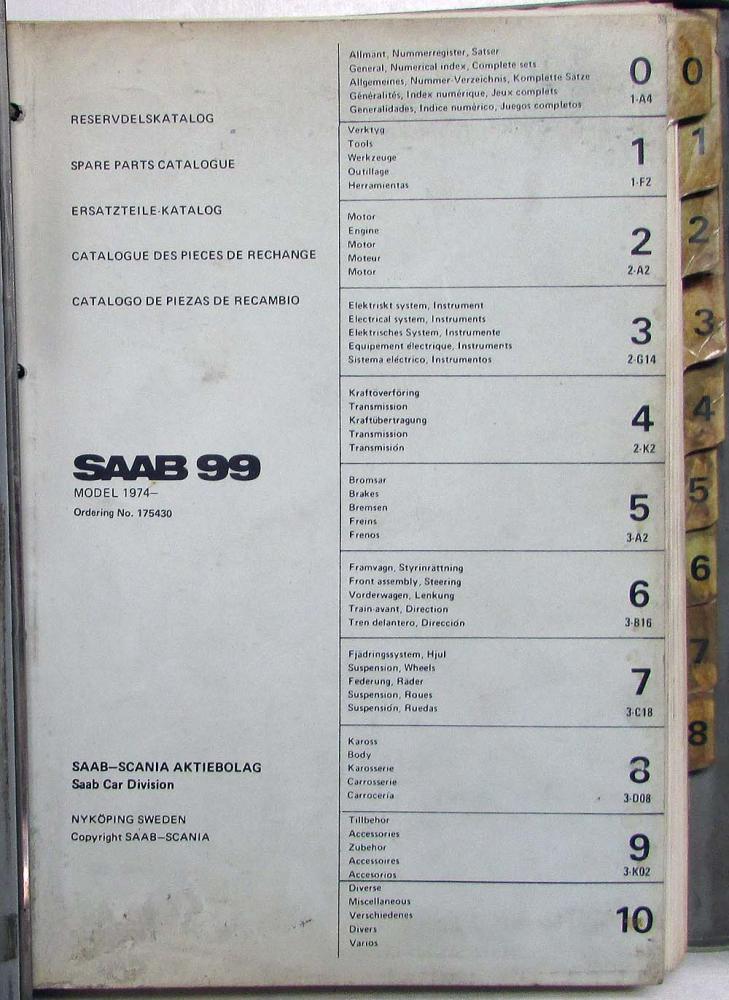 RESERVDELSKATALOG
SPARE PARTS CATALOGUE
ERSATZTEILE-KATALOG
CATALOGUE DES PIECES DE RECHANGE
CATALOGO DE PIEZAS DE RECAMBIO
SAAB 99
MODEL 1974–
Ordering No. 175430
SAAB–SCANIA AKTIEBOLAG
Saab Car Division
NYKÖPING SWEDEN
Copyright SAAB–SCANIA
Allmänt, Nummerregister, Satser
General, Numerical index, Complete sets
Allgemeines, Nummer-Verzeichnis, Komplette Sätze
Généralités, Index numérique, Jeux complets
Generalidades, Indice numérico, Juegos completos
0
1-A4
Verktyg
Tools
Werkzeuge
Outillage
Herramientas
1
1-F2
Motor
Engine
Motor
Moteur
Motor
2
2-A2
Elektriskt system, Instrument
Electrical system, Instruments
Elektrisches System, Instrumente
Equipement électrique, Instruments
Sistema eléctrico, Instrumentos
3
2-G14
Kraftöverföring
Transmission
Kraftübertragung
Transmission
Transmisión
4
2-K2
Bromsar
Brakes
Bremsen
Freins
Frenos
5
3-A2
Framvagn, Styrinrättning
Front assembly, Steering
Vorderwagen, Lenkung
Train-avant, Direction
Tren delantero, Dirección
6
3-B16
Fjädringssystem, Hjul
Suspension, Wheels
Federung, Räder
Suspension, Roues
Suspensión, Ruedas
7
3-C18
Kaross
Body
Karosserie
Carrosserie
Carrocería
8
3-D08
Tillbehör
Accessories
Zubehör
Accessoires
Accesorios
9
3-K02
Diverse
Miscellaneous
Verschiedenes
Divers
Varios
10
0
1
2
3
4
5
6
7
8